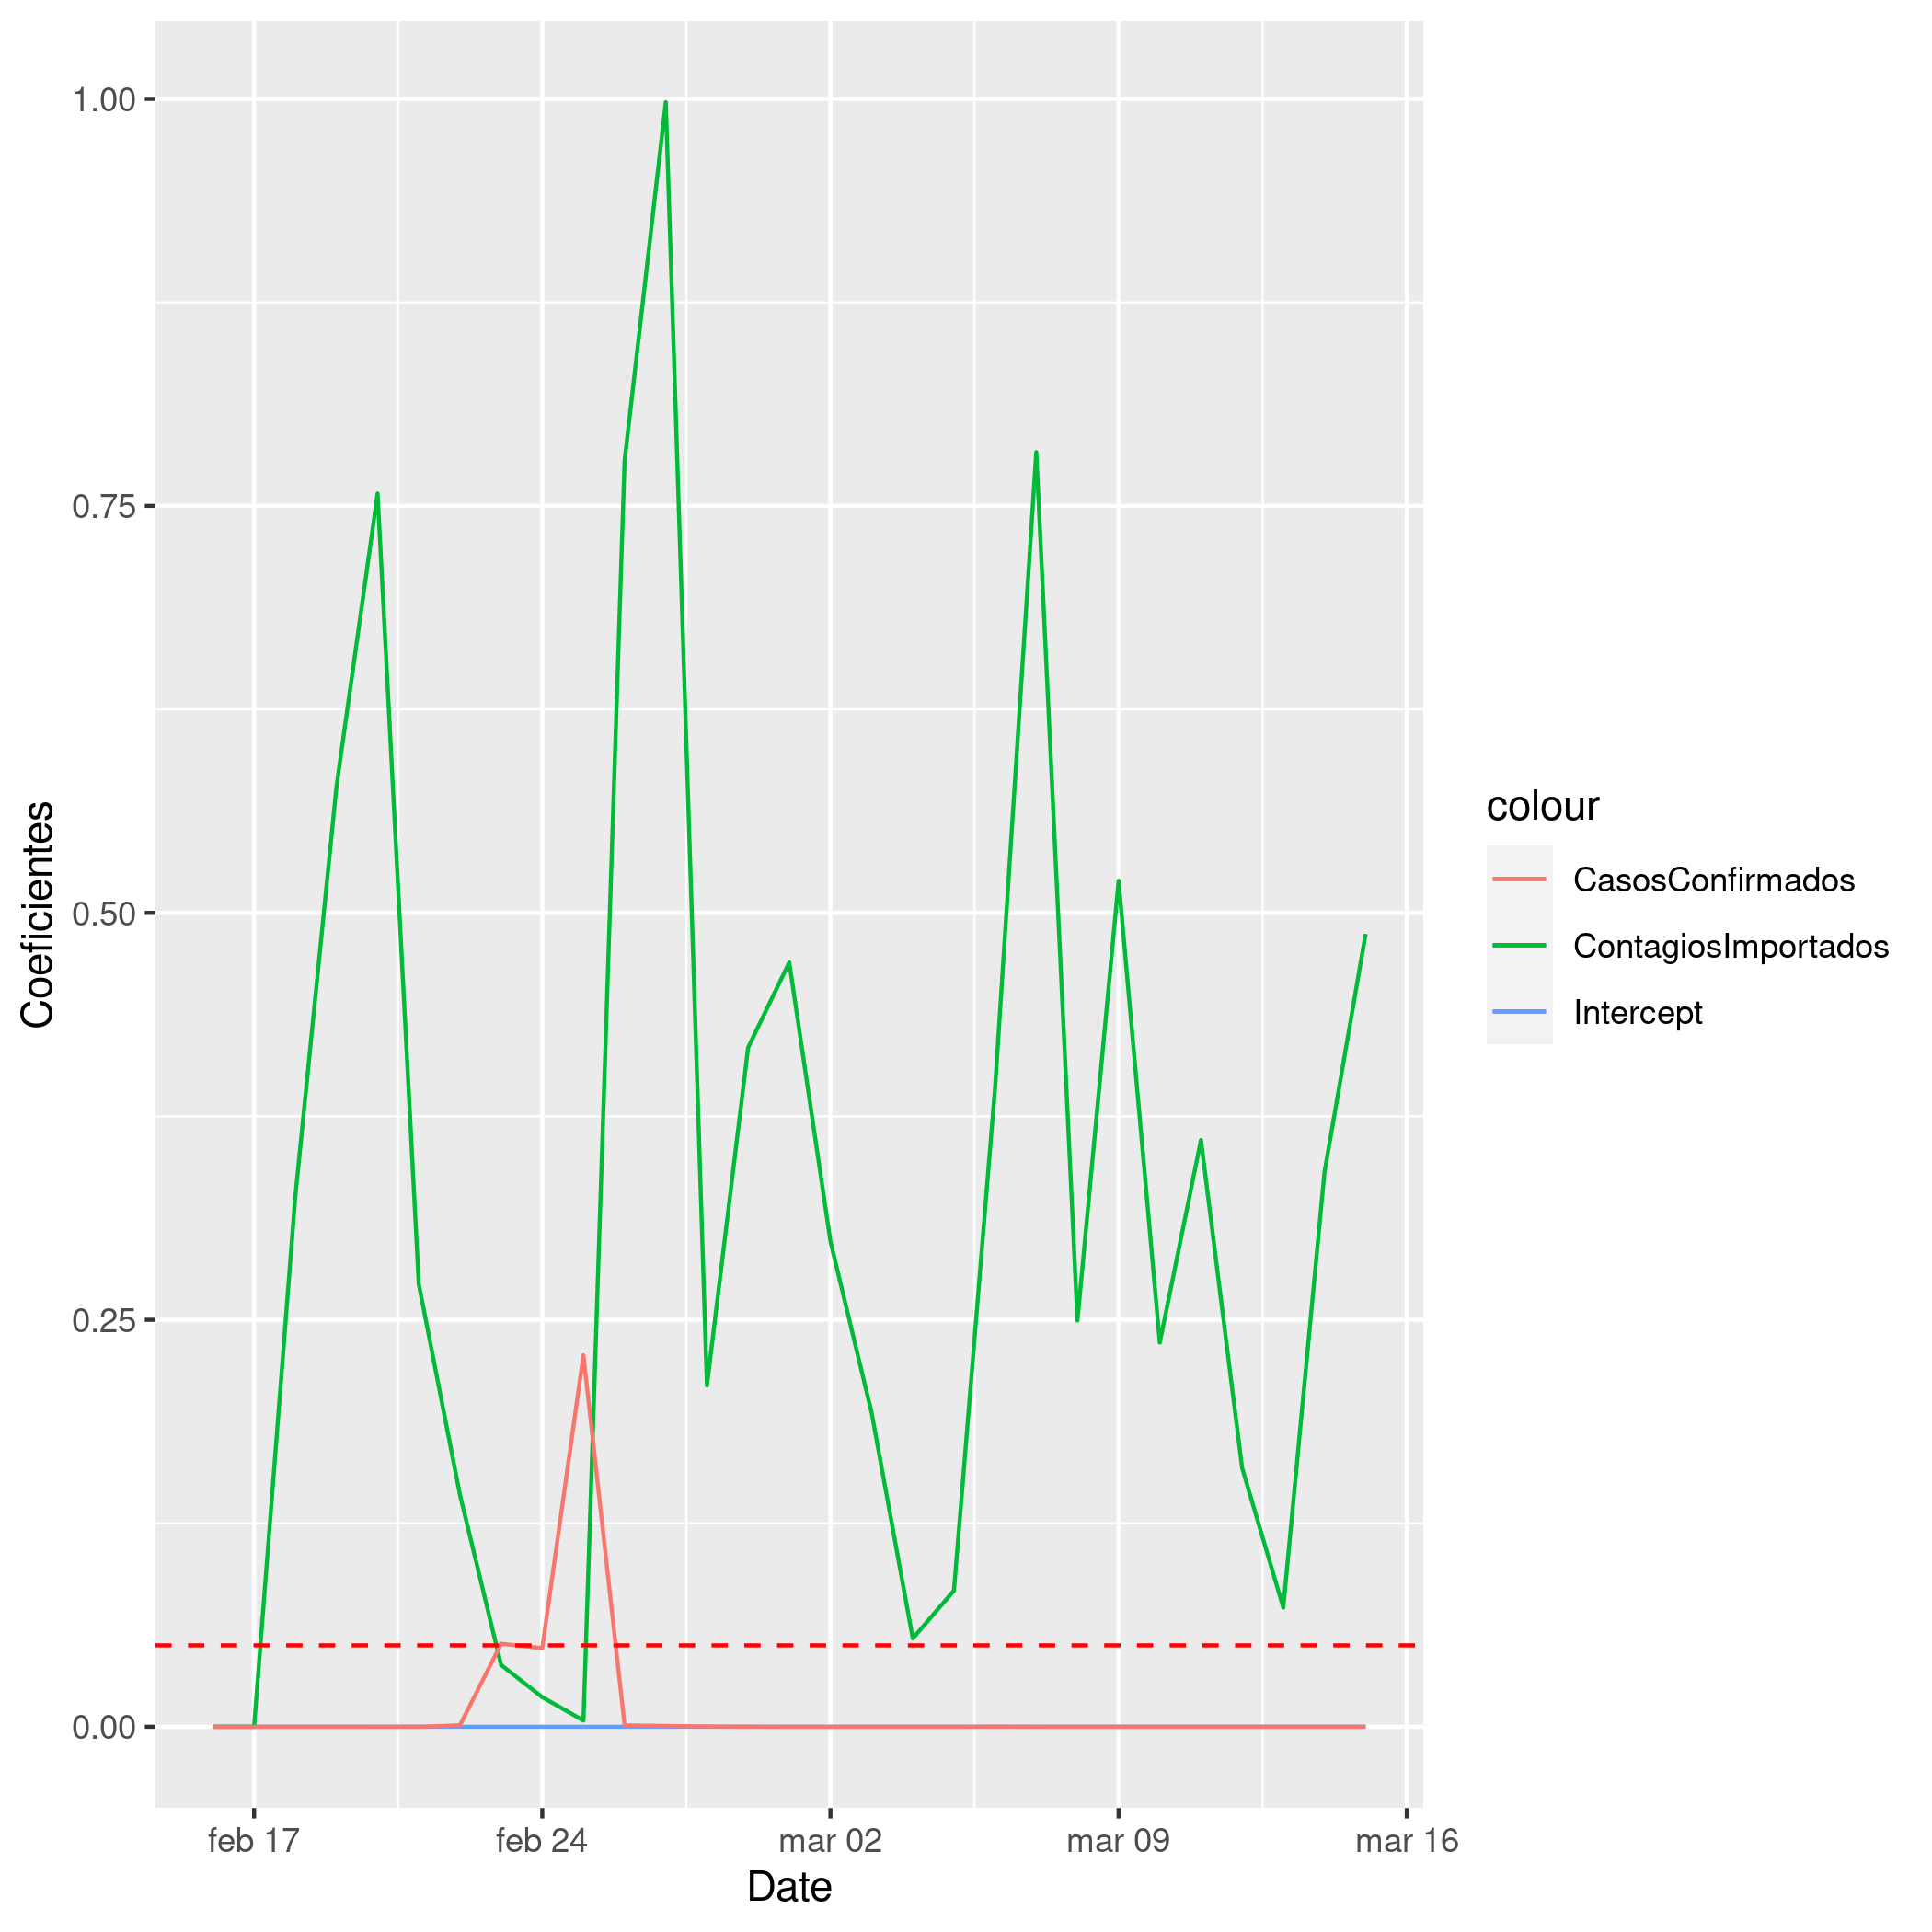 Coeficientes
1.00
0.75
0.50
0.25
0.00
feb 17
feb 24
mar 02
mar 09
mar 16
Date
colour
CasosConfirmados
ContagiosImportados
Intercept